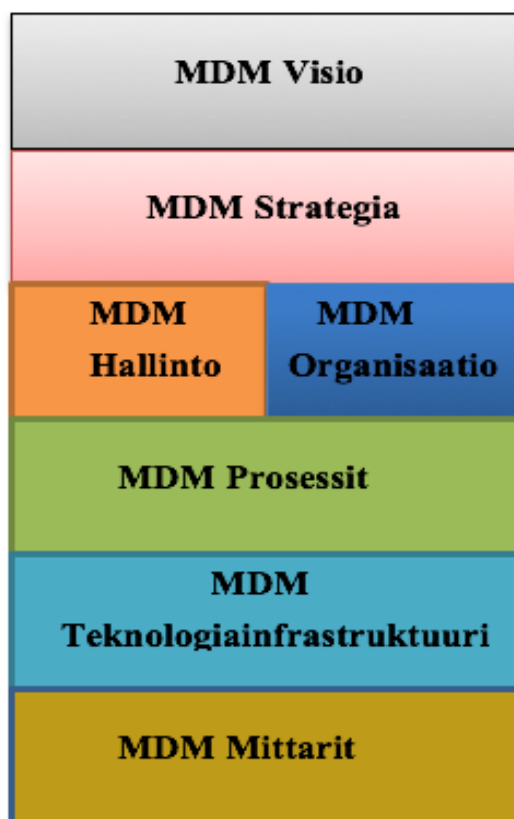 MDM Visio
MDM Strategia
MDM
Hallinto
MDM
Organisaatio
MDM Prosessit
MDM
Teknologiainfrastruktuuri
MDM Mittarit